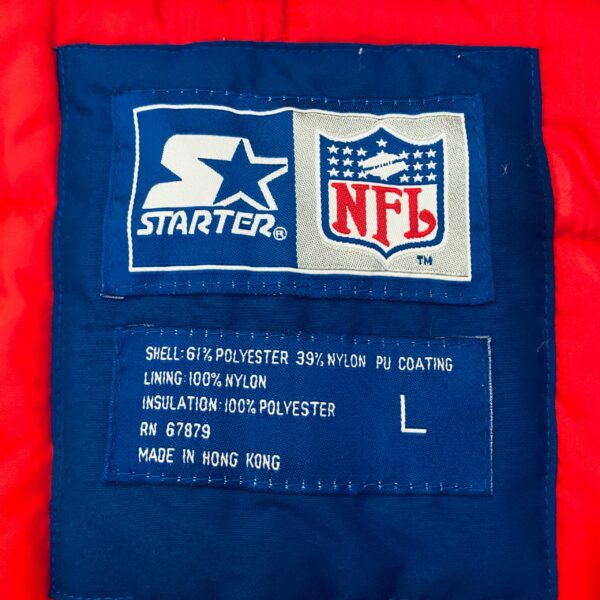 STARTER®
NFL
TM
SHELL: 61% POLYESTER 39% NYLON PU COATING
LINING: 100% NYLON
INSULATION: 100% POLYESTER
L
RN 67879
MADE IN HONG KONG